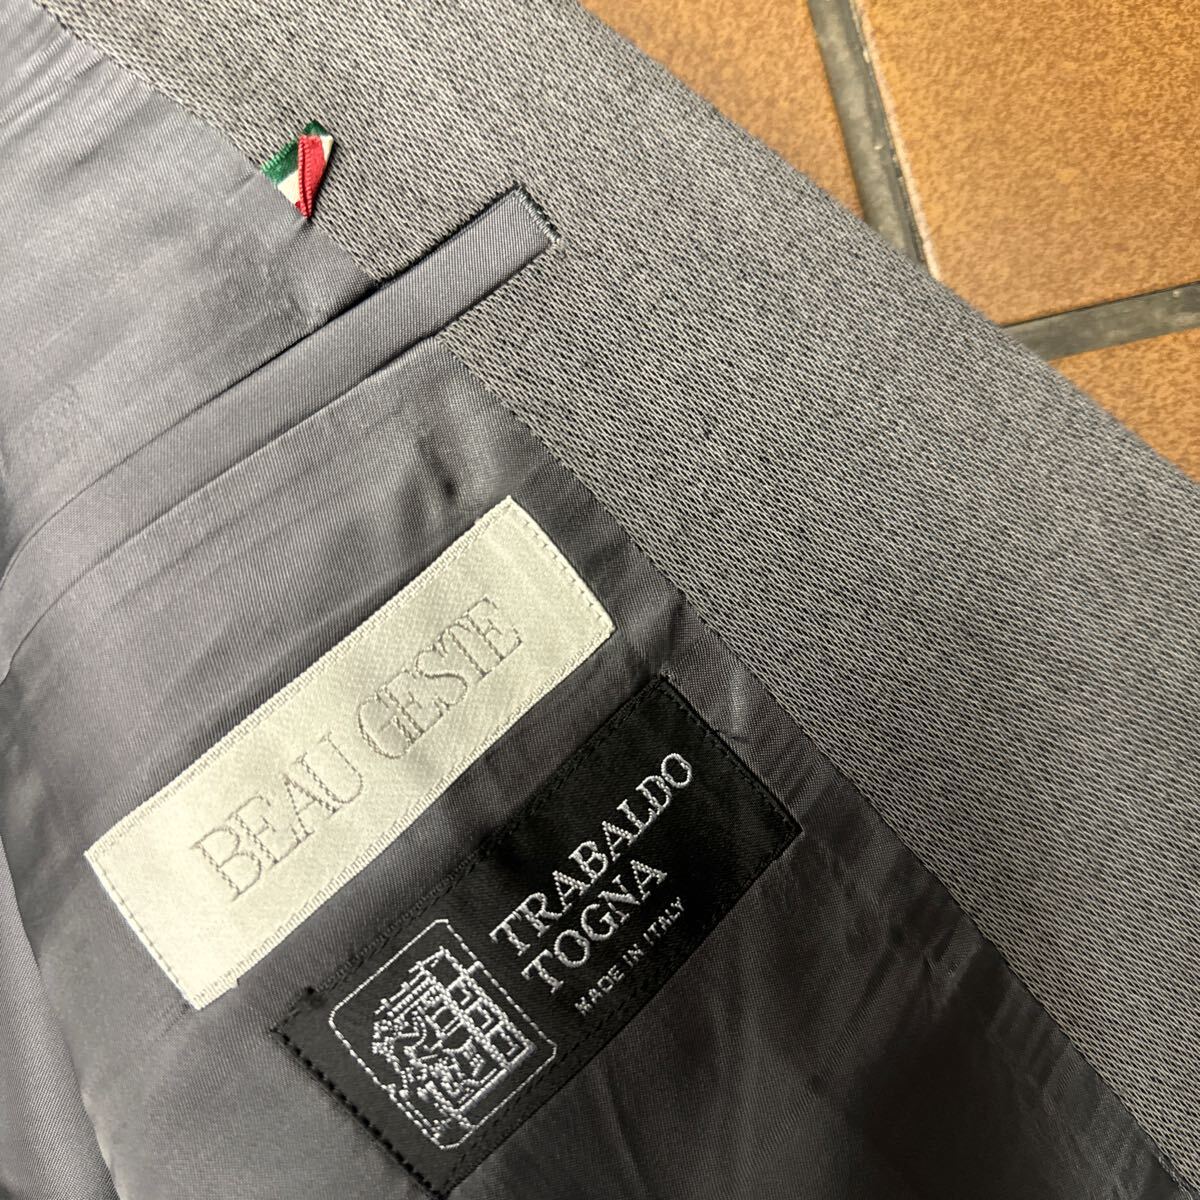 BEAU GESTE
TRABALDO
TOGNA
MADE IN ITALY